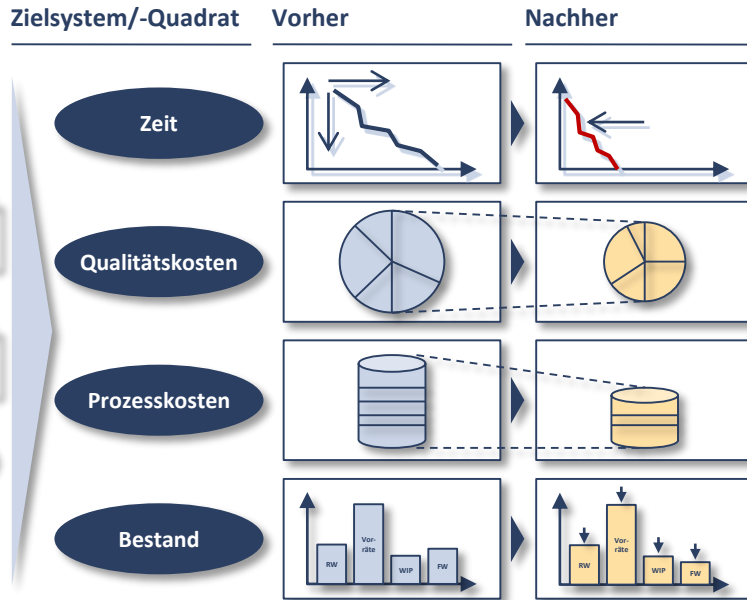 Zielsystem/-Quadrat
Vorher
Nachher
Zeit
Qualitätskosten
Prozesskosten
Bestand
RW
Vor-
räte
WIP
FW
RW
Vor-
räte
WIP
FW